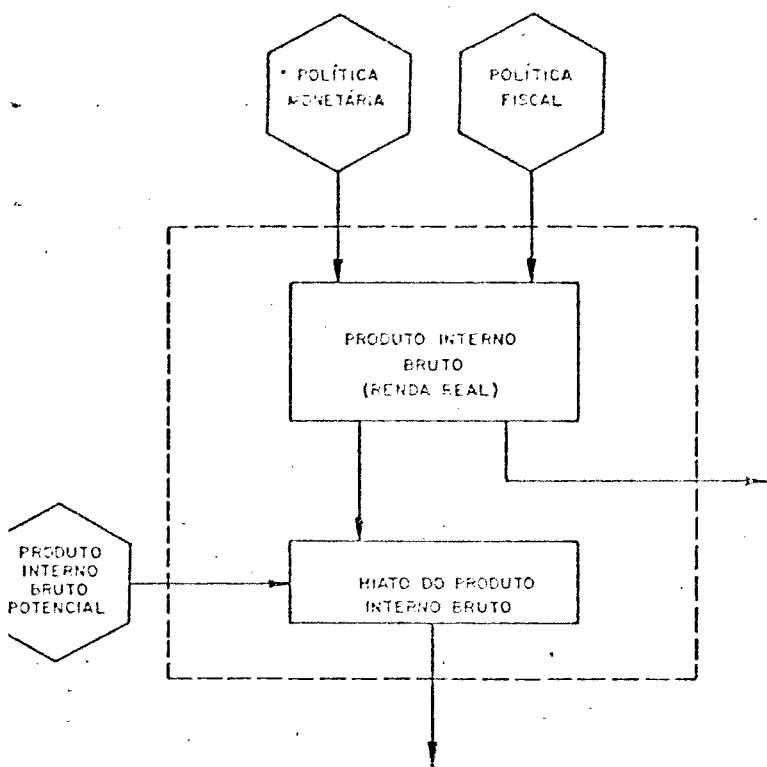 POLÍTICA
MONETÁRIA
POLÍTICA
FISCAL
PRODUTO INTERNO
BRUTO
(RENDA REAL)
PRODUTO
INTERNO
BRUTO
POTENCIAL
HIATO DO PRODUTO
INTERNO BRUTO